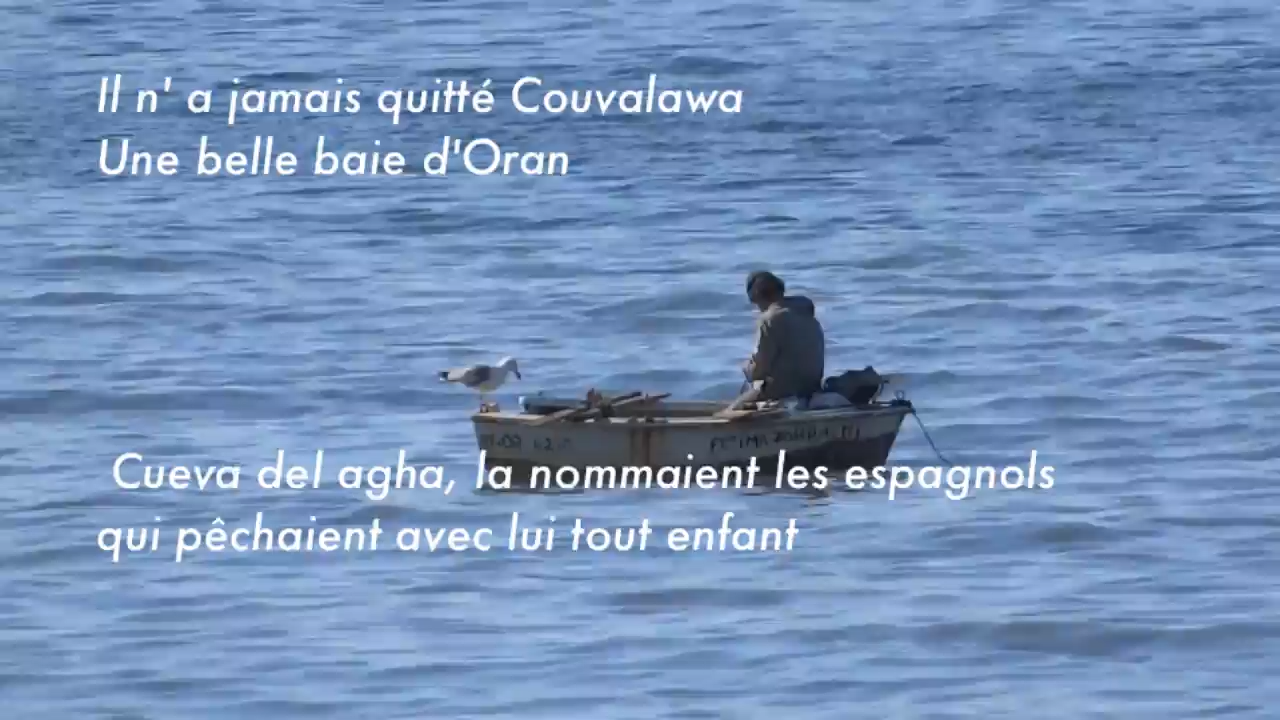 Il n' a jamais quitté Couvalawa
Une belle baie d'Oran
Cueva del agha, la nommaient les espagnols
qui pêchaient avec lui tout enfant